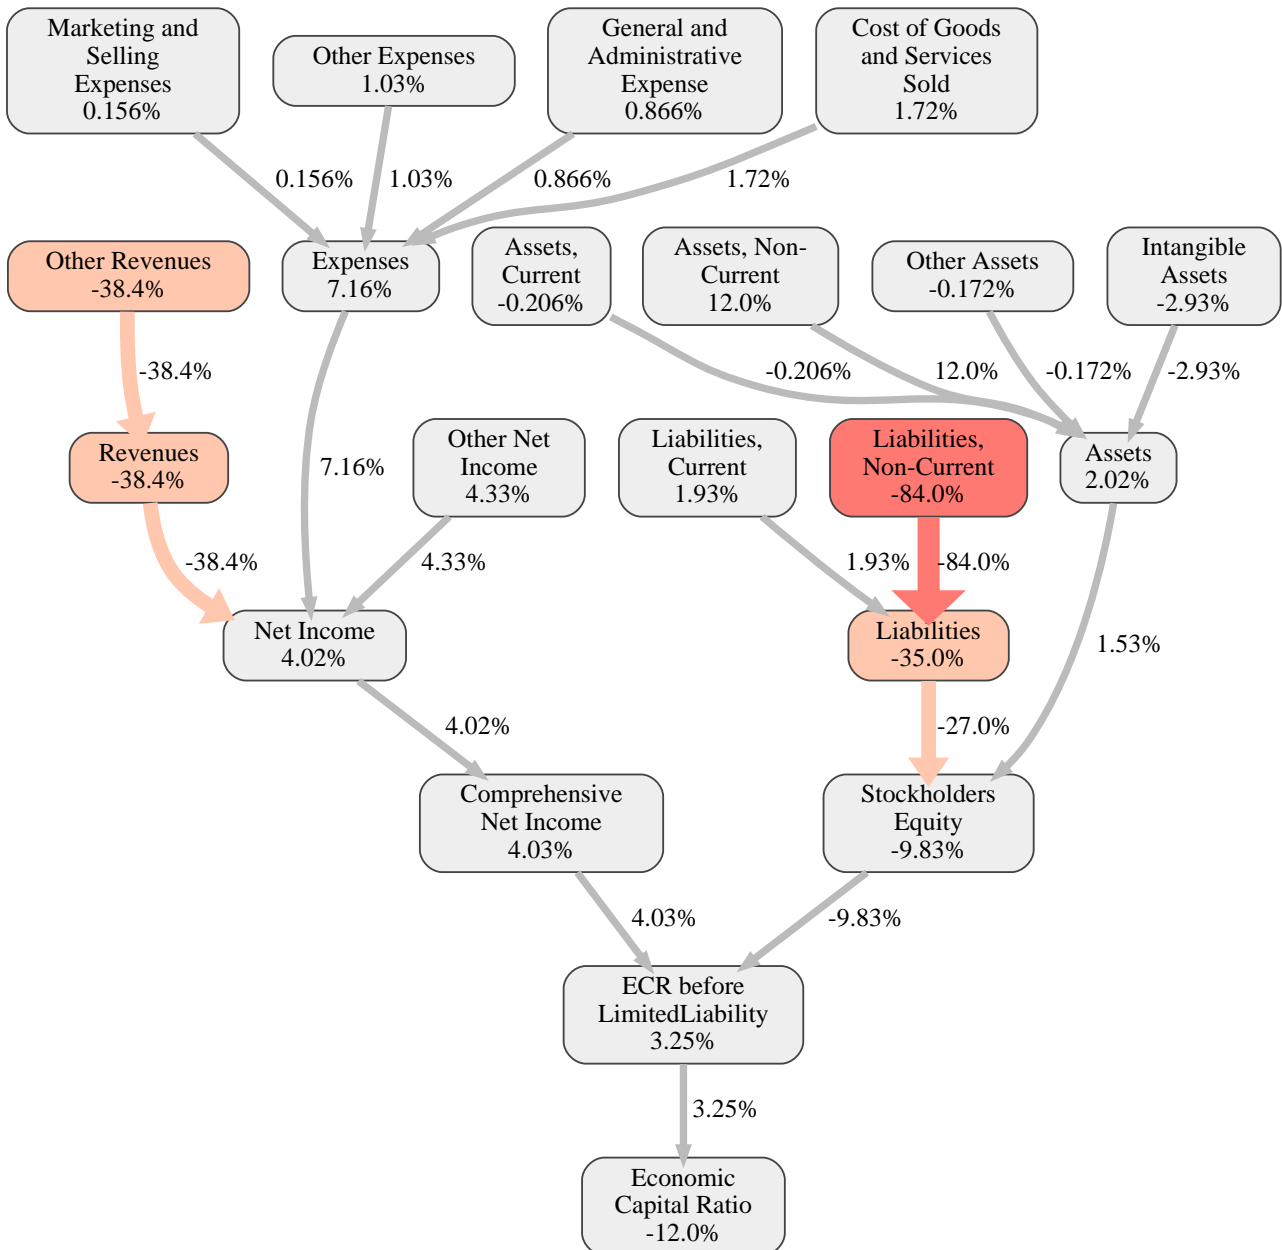 Marketing and
Selling
Expenses
0.156%
Other Expenses
1.03%
General and
Administrative
Expense
0.866%
Cost of Goods
and Services
Sold
1.72%
0.156%
1.03%
0.866%
1.72%
Other Revenues
-38.4%
Expenses
7.16%
Assets,
Current
-0.206%
Assets, Non-
Current
12.0%
Other Assets
-0.172%
Intangible
Assets
-2.93%
-38.4%
-0.206%
12.0%
-0.172%
-2.93%
Revenues
-38.4%
7.16%
Other Net
Income
4.33%
Liabilities,
Current
1.93%
Liabilities,
Non-Current
-84.0%
Assets
2.02%
-38.4%
4.33%
1.93%
-84.0%
Net Income
4.02%
Liabilities
-35.0%
1.53%
4.02%
-27.0%
Comprehensive
Net Income
4.03%
Stockholders
Equity
-9.83%
4.03%
-9.83%
ECR before
LimitedLiability
3.25%
3.25%
Economic
Capital Ratio
-12.0%